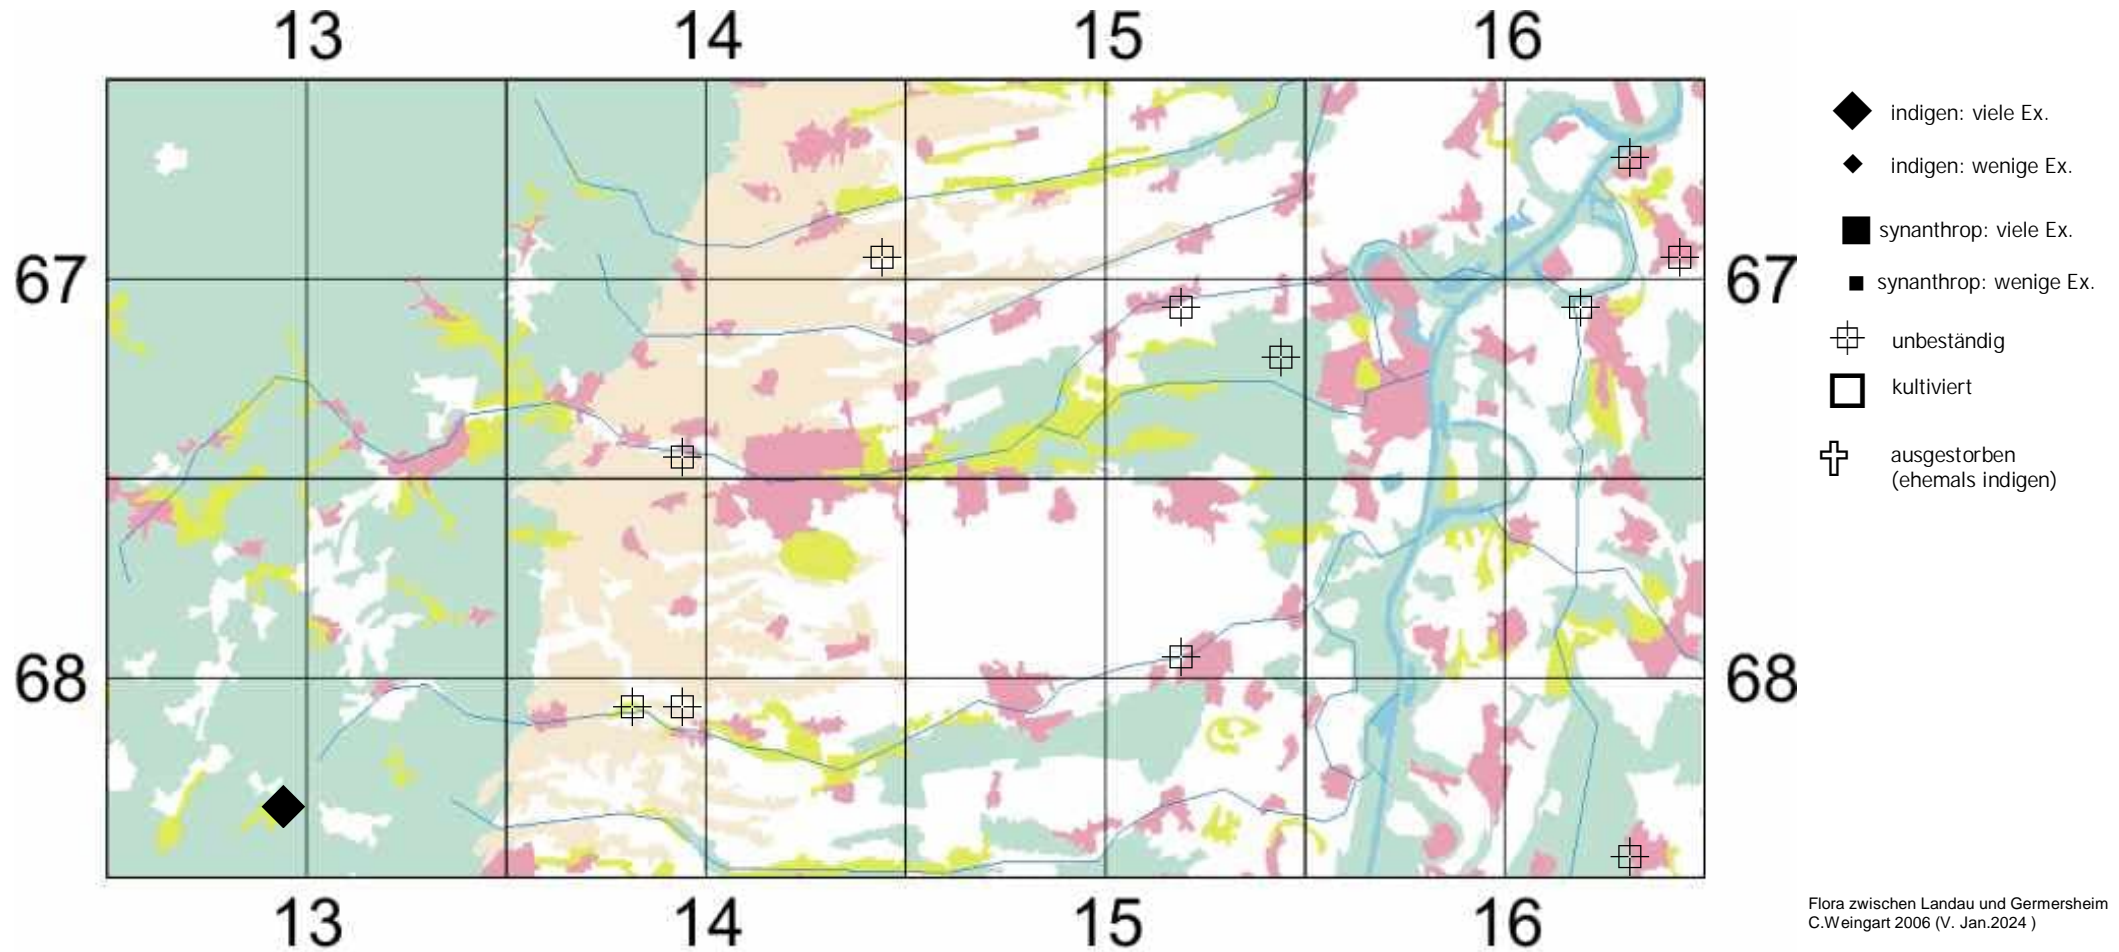 13 14 15 16
67 67
68 68
13 14 15 16
indigen: viele Ex.
indigen: wenige Ex.
synanthrop: viele Ex.
synanthrop: wenige Ex.
unbeständig
kultiviert
ausgestorben
(ehemals indigen)
Flora zwischen Landau und Germersheim
C.Weingart 2006 (V. Jan.2024 )